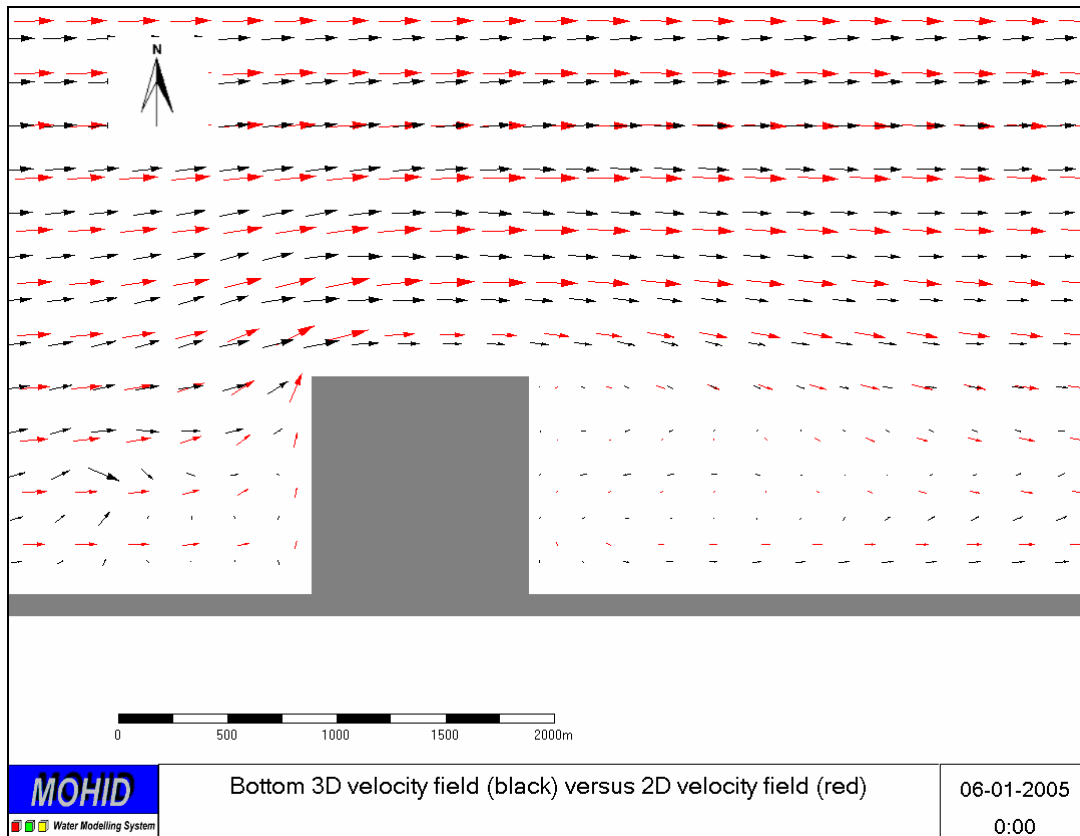 N
0 500 1000 1500 2000m
MOHID
Water Modelling System
Bottom 3D velocity field (black) versus 2D velocity field (red)
06-01-2005
0:00